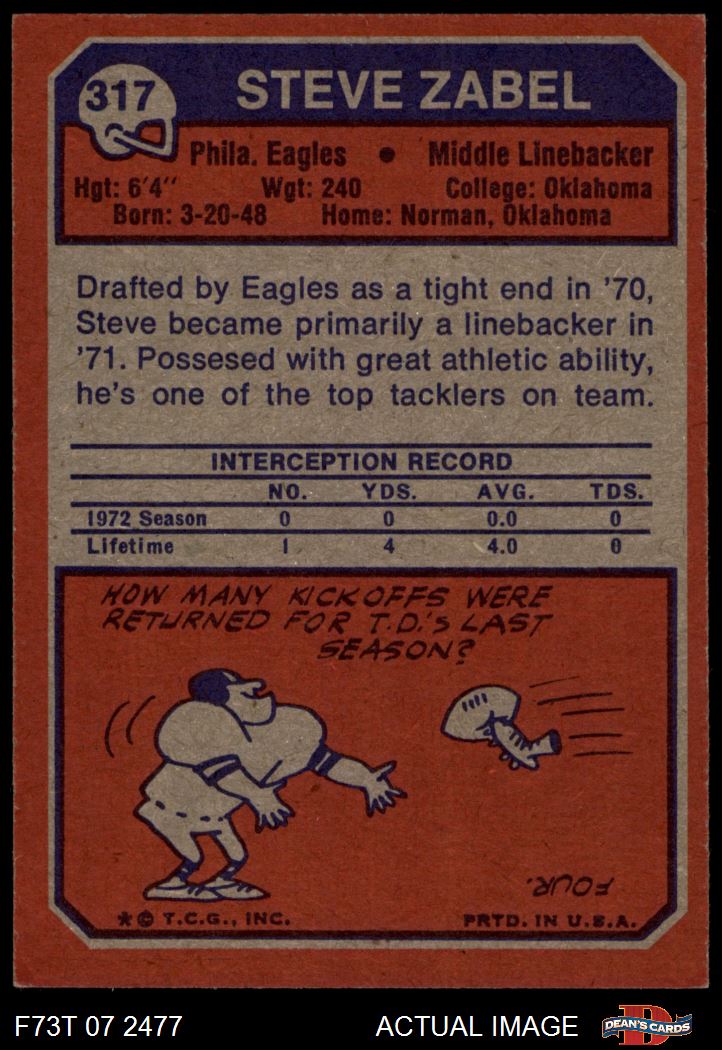 317
STEVE ZABEL
Phila. Eagles • Middle Linebacker
Hgt: 6'4" Wgt: 240 College: Oklahoma
Born: 3-20-48 Home: Norman, Oklahoma
Drafted by Eagles as a tight end in '70,
Steve became primarily a linebacker in
'71. Possesed with great athletic ability,
he's one of the top tacklers on team.
INTERCEPTION RECORD
NO. YDS. AVG. TDS.
1972 Season 0 0 0.0 0
Lifetime 1 4 4.0 0
HOW MANY KICKOFFS WERE
RETURNED FOR T.D.'s LAST
SEASON?
FOUR.
*© T.C.G., INC. PRTD. IN U.S.A.
F73T 07 2477 ACTUAL IMAGE D DEAN'S CARDS